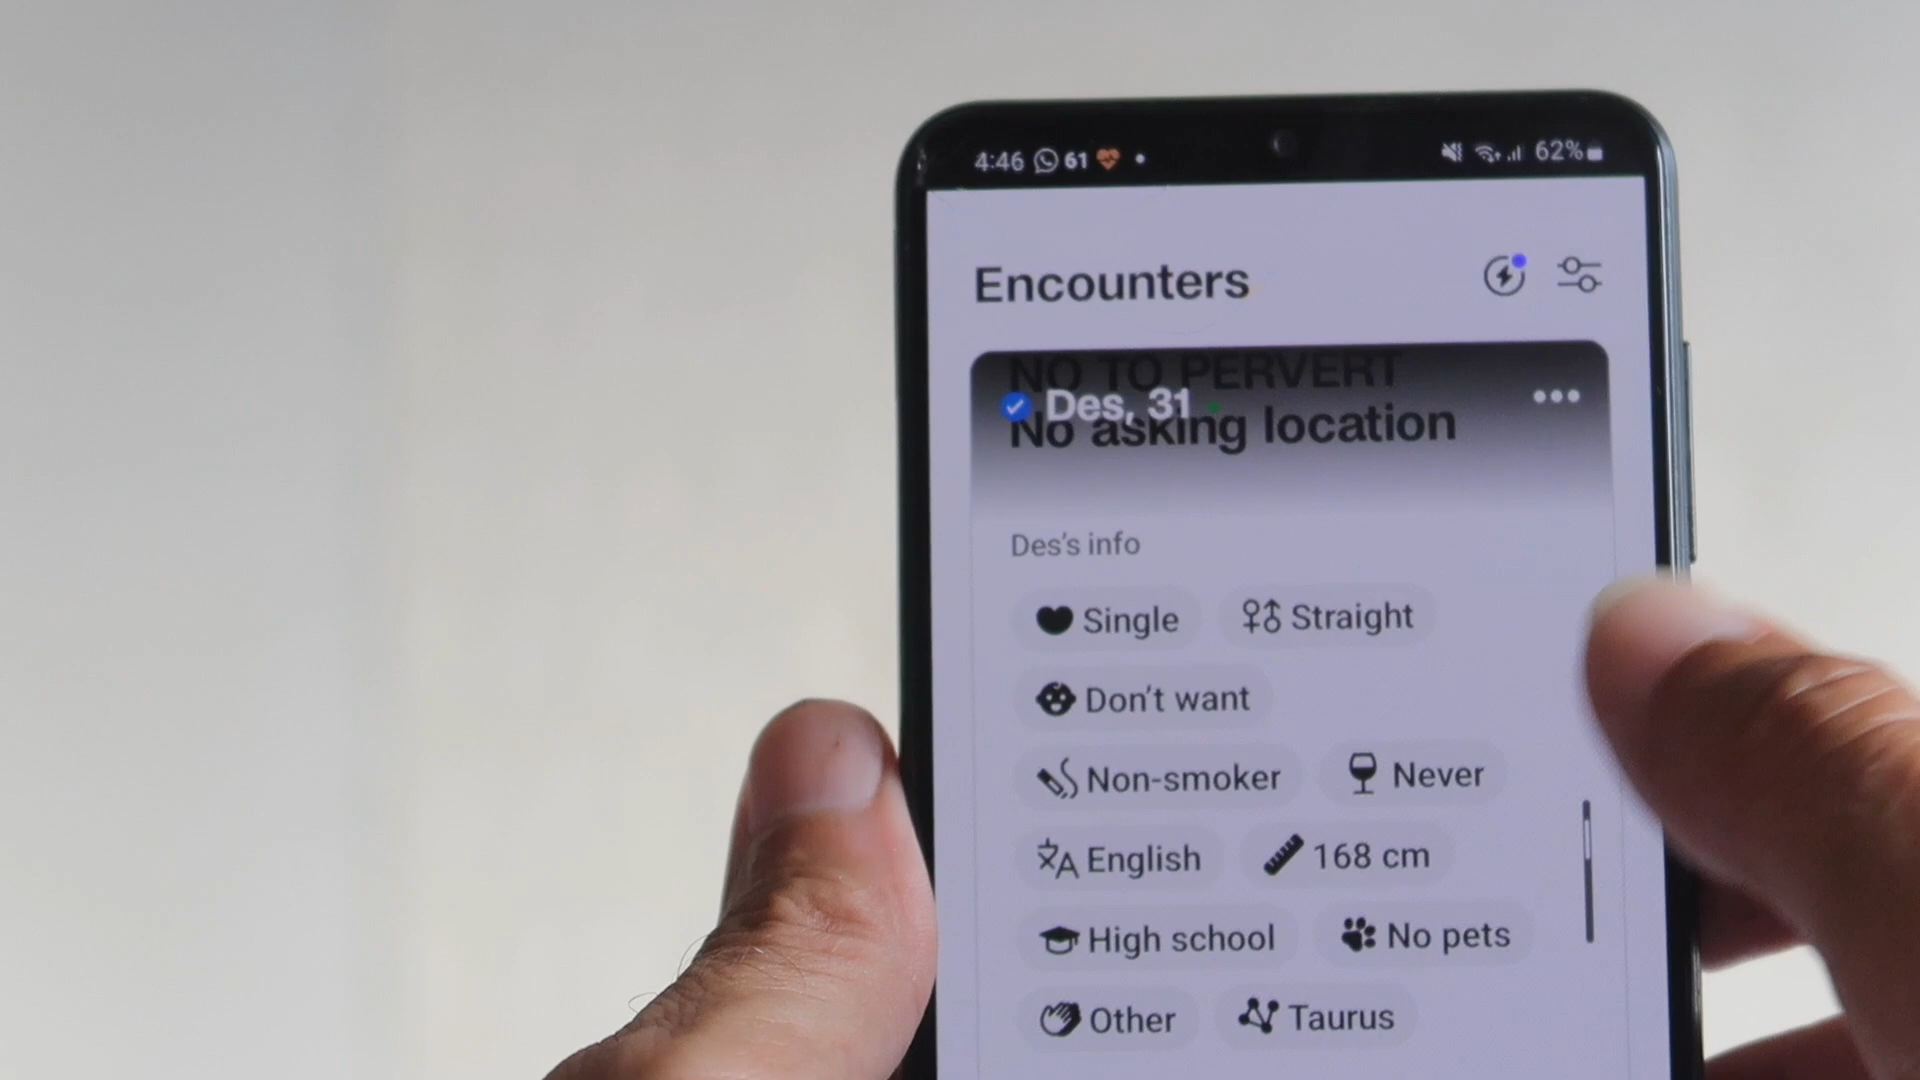 4:46 61 62%
Encounters
NO TO PERVERT
Des, 31
No asking location
Des's info
Single Straight
Don't want
Non-smoker Never
English 168 cm
High school No pets
Other Taurus